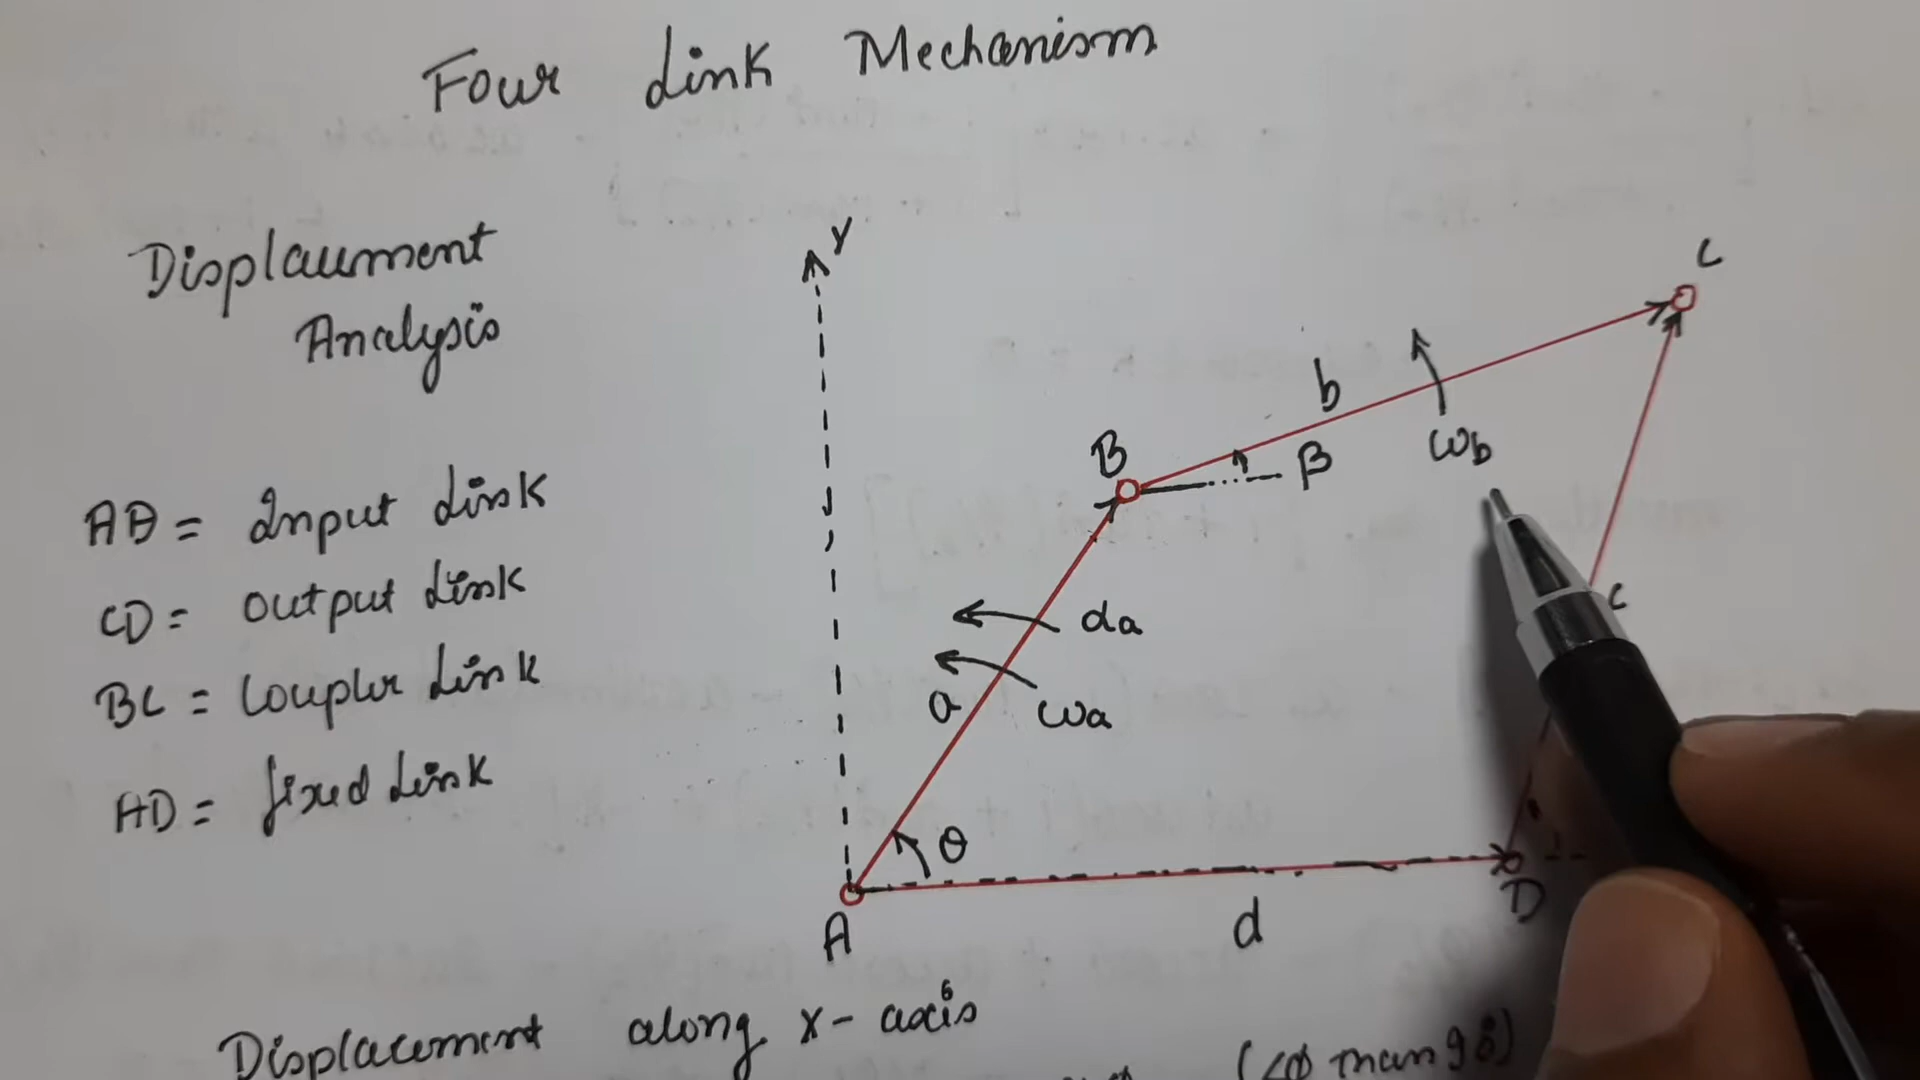 Four Link Mechanism
Displacement
Analysis
AB = Input Link
CD = Output Link
BC = Coupler Link
AD = fixed Link
Y
C
b
B
β
ωb
c
αa
a
ωa
θ
A
d
D
Displacement along x-axis